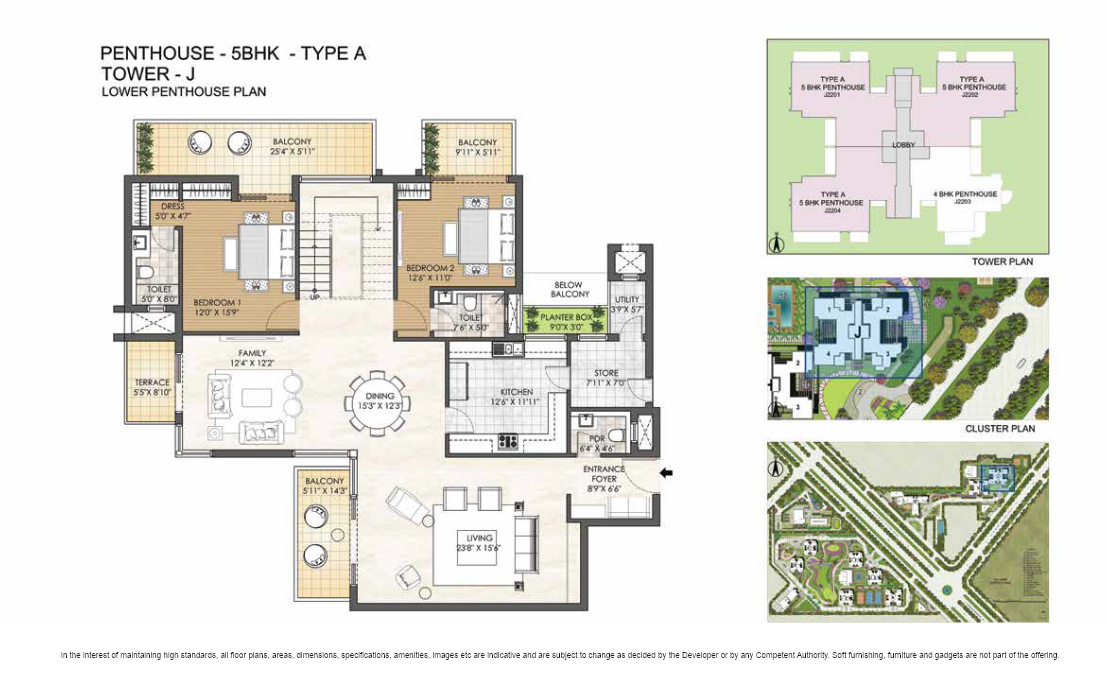 PENTHOUSE - 5BHK - TYPE A
TOWER - J
LOWER PENTHOUSE PLAN
BALCONY
25'4" X 5'11"
BALCONY
9'11" X 5'11"
DRESS
5'0" X 4'7"
TOILET
5'0" X 8'0"
BEDROOM 1
12'0" X 15'9"
UP
BEDROOM 2
12'6" X 11'0"
TOILET
7'6" X 5'0"
BELOW
BALCONY
PLANTER BOX
9'0"X 3'0"
UTILITY
3'9"X 5'7"
TERRACE
5'5"X 8'10"
FAMILY
12'4" X 12'2"
DINING
15'3" X 12'3"
KITCHEN
12'6" X 11'11"
STORE
7'11" X 7'0"
PDR
6'4" X 4'6"
ENTRANCE
FOYER
8'9"X 6'6"
BALCONY
5'11" X 14'3"
LIVING
23'8" X 15'6"
TYPE A
5 BHK PENTHOUSE
J2201
TYPE A
5 BHK PENTHOUSE
J2202
LOBBY
TYPE A
5 BHK PENTHOUSE
J2204
4 BHK PENTHOUSE
J2203
N
TOWER PLAN
1
2
J
4
3
2
3
CLUSTER PLAN
In the interest of maintaining high standards, all floor plans, areas, dimensions, specifications, amenities, images etc are indicative and are subject to change as decided by the Developer or by any Competent Authority. Soft furnishing, furniture and gadgets are not part of the offering.